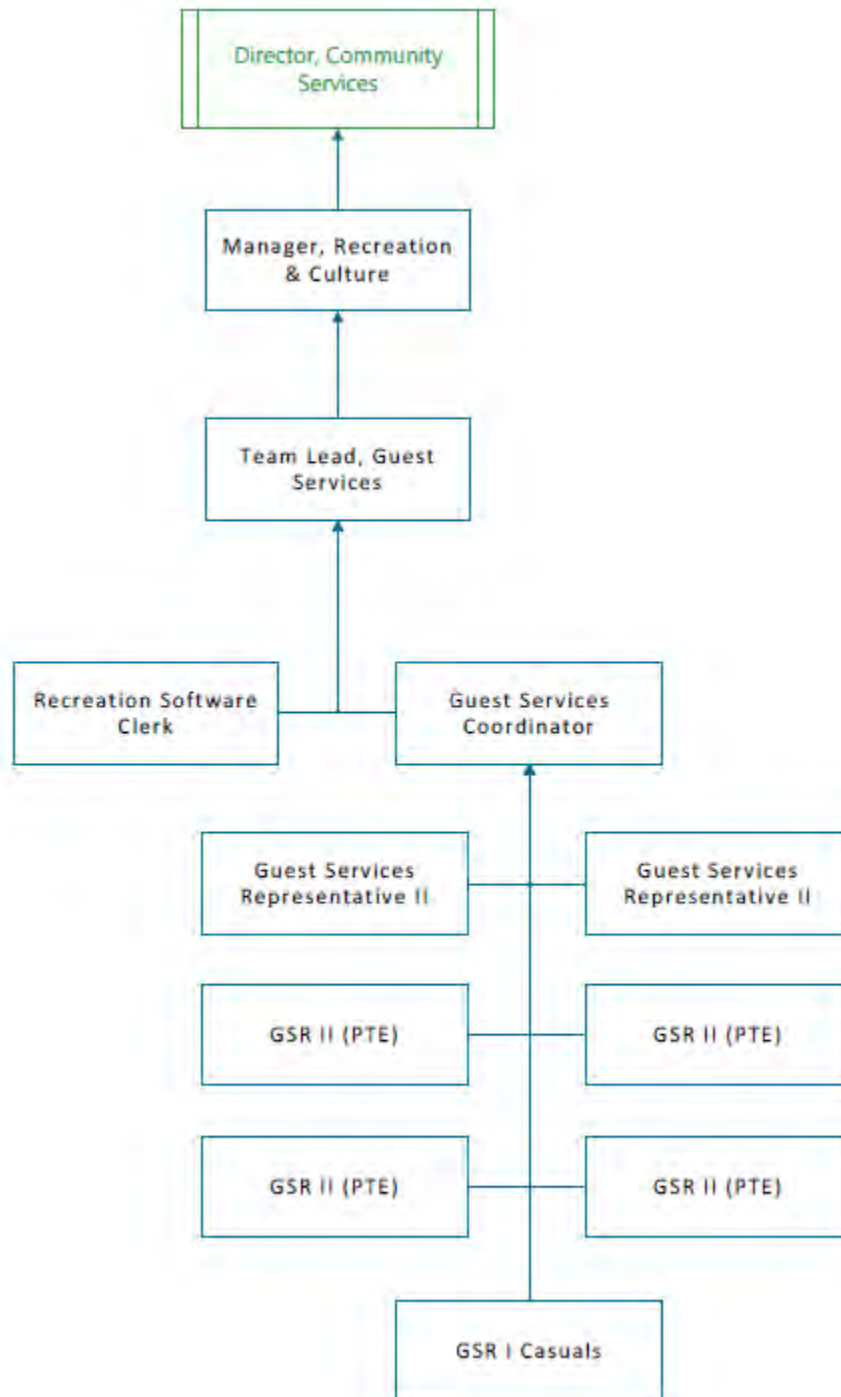 Director, Community
Services
Manager, Recreation
& Culture
Team Lead, Guest
Services
Recreation Software
Clerk
Guest Services
Coordinator
Guest Services
Representative II
Guest Services
Representative II
GSR II (PTE)
GSR II (PTE)
GSR II (PTE)
GSR II (PTE)
GSR I Casuals